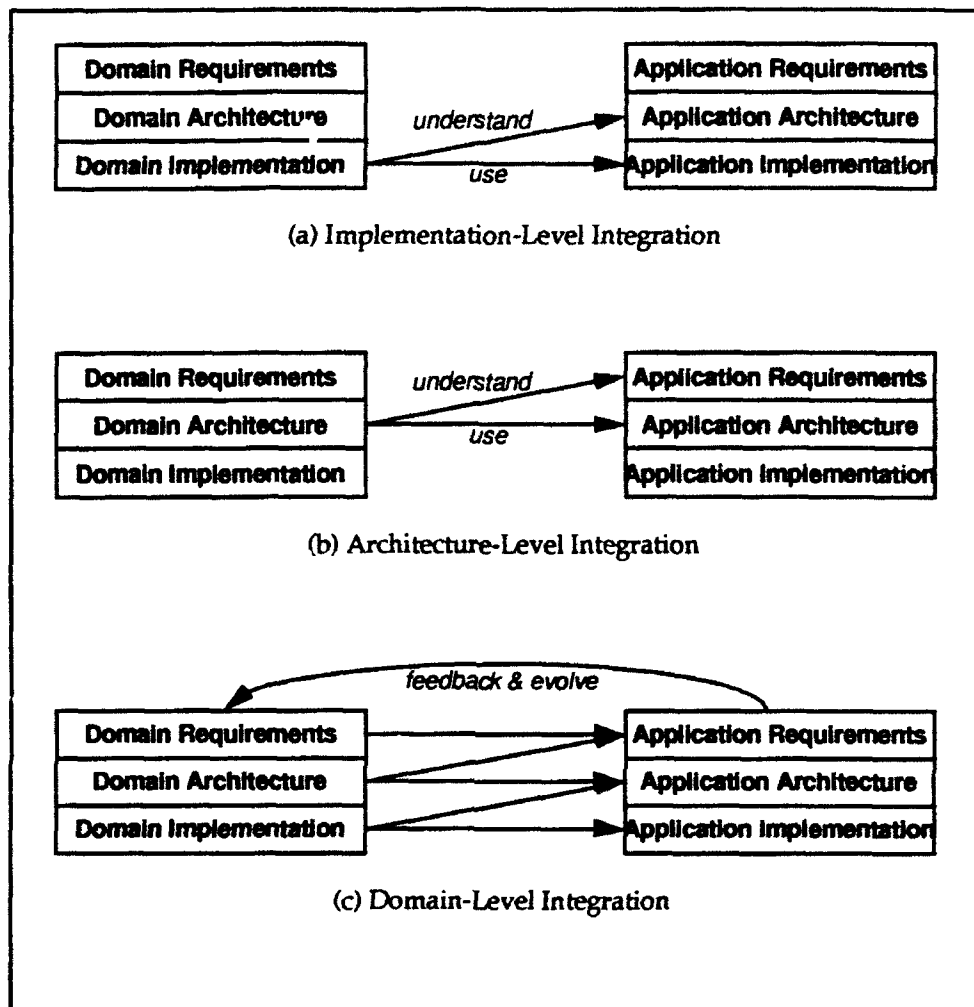 Domain Requirements
Domain Architecture
Domain Implementation
understand
use
Application Requirements
Application Architecture
Application Implementation
(a) Implementation-Level Integration
Domain Requirements
Domain Architecture
Domain Implementation
understand
use
Application Requirements
Application Architecture
Application Implementation
(b) Architecture-Level Integration
feedback & evolve
Domain Requirements
Domain Architecture
Domain Implementation
Application Requirements
Application Architecture
Application Implementation
(c) Domain-Level Integration